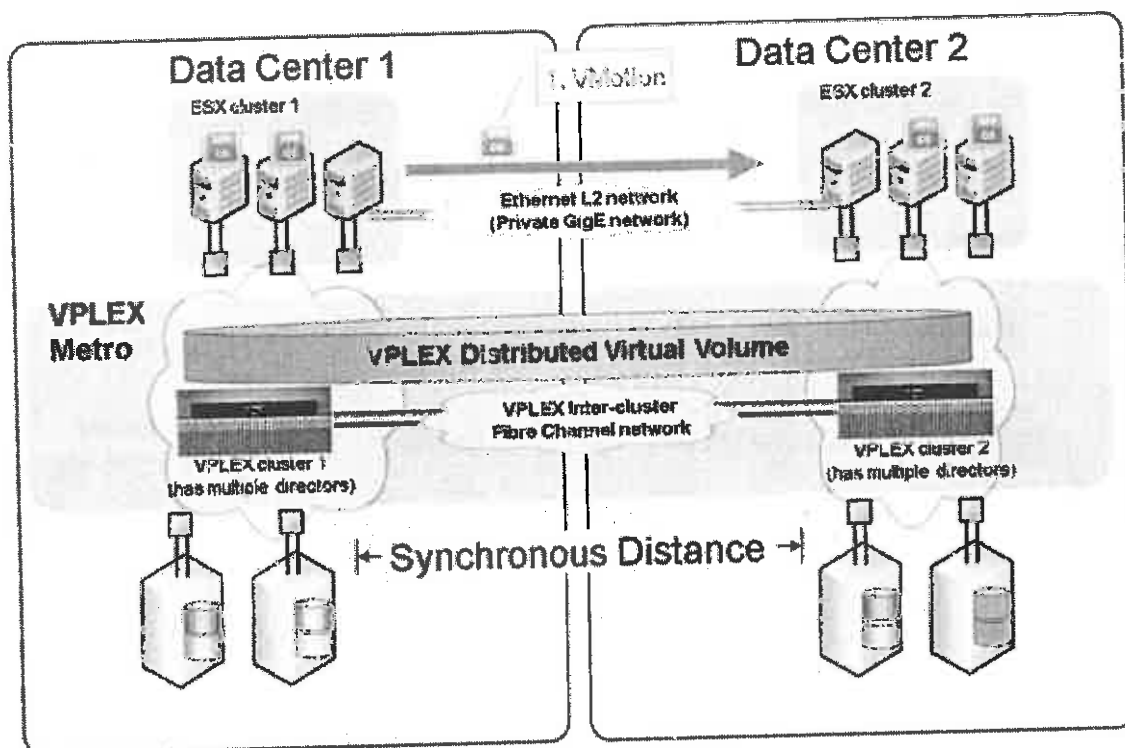 Data Center 1
Data Center 2
ESX cluster 1
1. VMotion
ESX cluster 2
Ethernet L2 network
(Private GigE network)
VPLEX
Metro
VPLEX Distributed Virtual Volume
VPLEX Inter-cluster
Fibre Channel network
VPLEX cluster 1
(has multiple directors)
VPLEX cluster 2
(has multiple directors)
Synchronous Distance